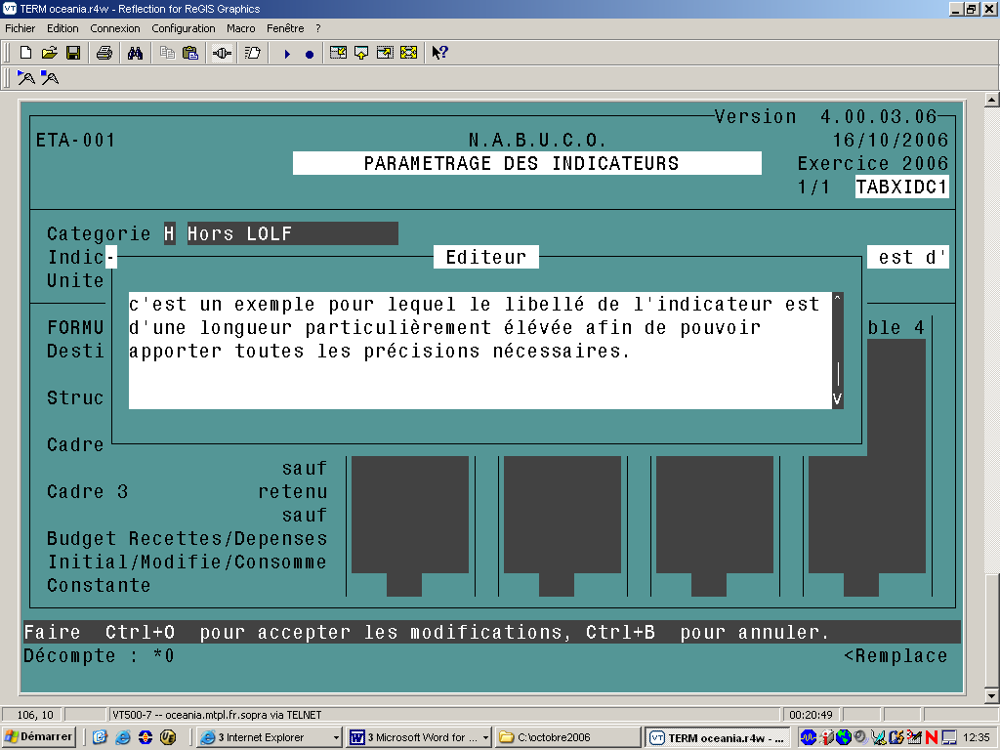 TERM oceania.r4w - Reflection for ReGIS Graphics
Fichier Edition Connexion Configuration Macro Fenêtre ?
Version 4.00.03.06
ETA-001 N.A.B.U.C.O. 16/10/2006
PARAMETRAGE DES INDICATEURS Exercice 2006
1/1 TABXIDC1
Categorie H Hors LOLF
Indic- Editeur est d'
Unite
c'est un exemple pour lequel le libellé de l'indicateur est
FORMU d'une longueur particulièrement élévée afin de pouvoir ble 4
Desti apporter toutes les précisions nécessaires.
Struc
Cadre
sauf
Cadre 3 retenu
sauf
Budget Recettes/Depenses
Initial/Modifie/Consomme
Constante
Faire Ctrl+O pour accepter les modifications, Ctrl+B pour annuler.
Décompte : *0 <Remplace
106, 10 VT500-7 -- oceania.mtpl.fr.sopra via TELNET 00:20:49
Démarrer 3 Internet Explorer 3 Microsoft Word for ... C:\octobre2006 TERM oceania.r4w - ... 12:35